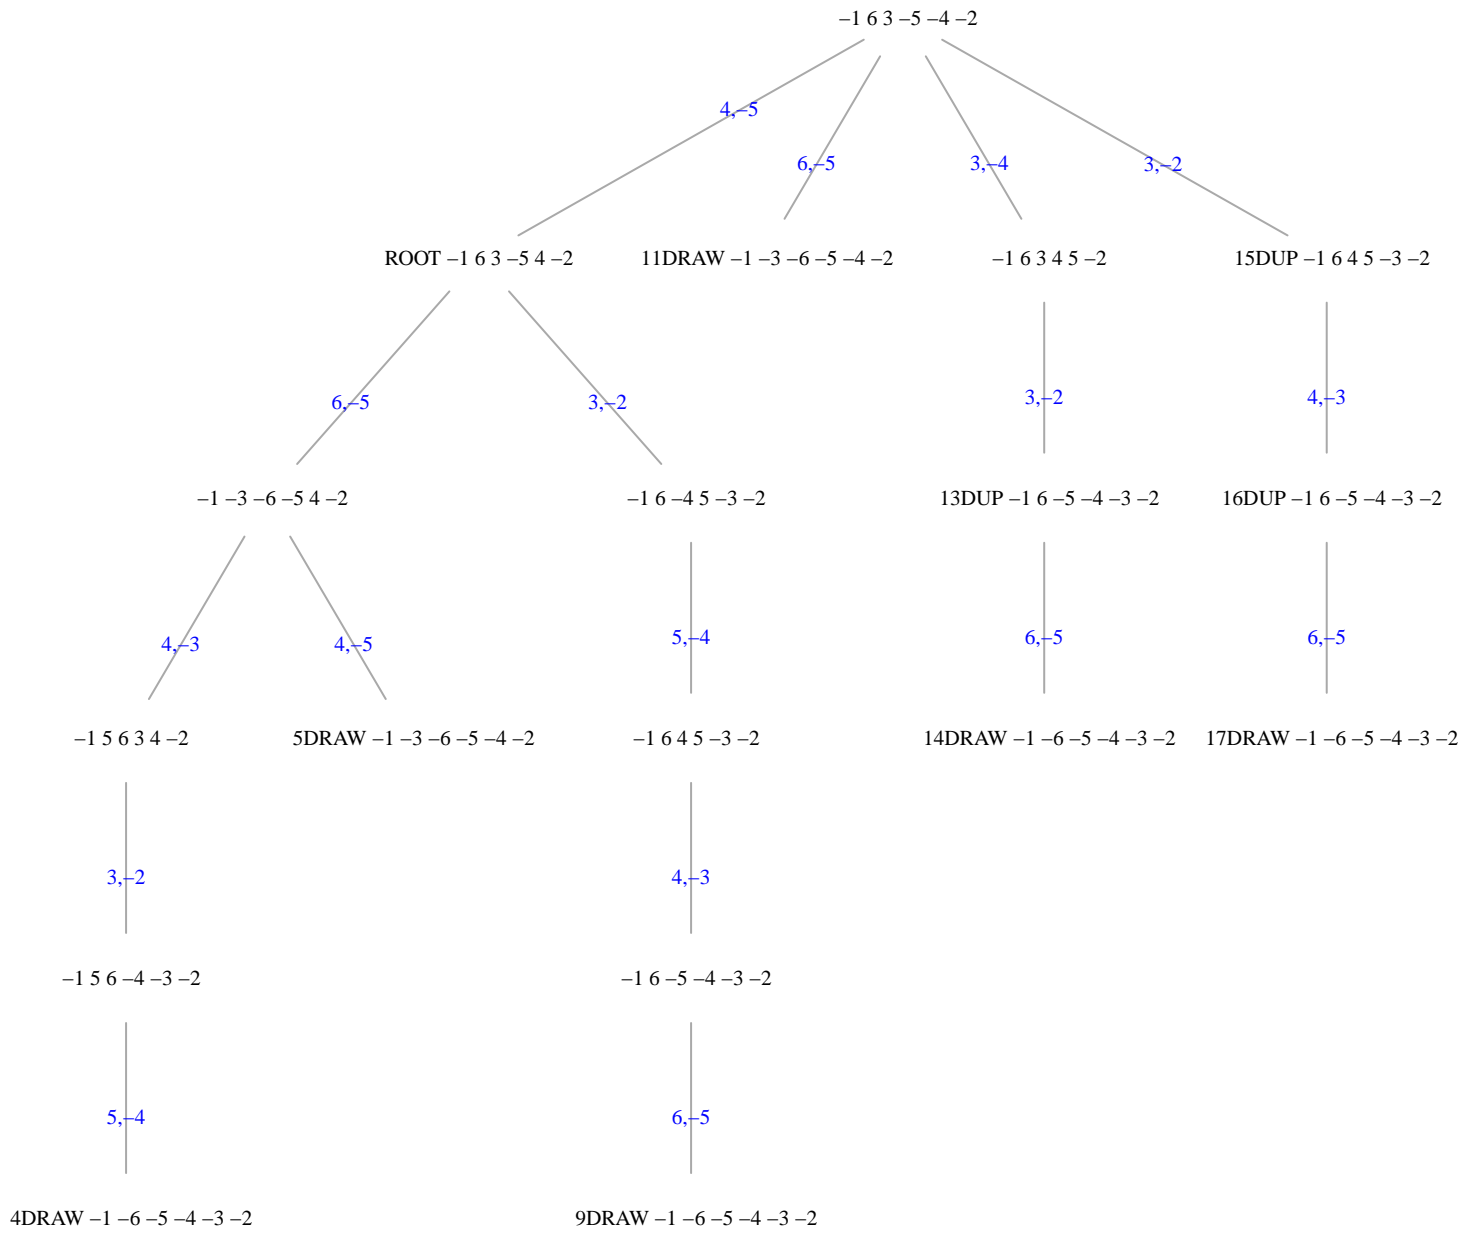 –1 6 3 –5 –4 –2
4,–5
6,–5
3,–4
3,–2
ROOT –1 6 3 –5 4 –2
11DRAW –1 –3 –6 –5 –4 –2
–1 6 3 4 5 –2
15DUP –1 6 4 5 –3 –2
6,–5
3,–2
3,–2
4,–3
–1 –3 –6 –5 4 –2
–1 6 –4 5 –3 –2
13DUP –1 6 –5 –4 –3 –2
16DUP –1 6 –5 –4 –3 –2
4,–3
4,–5
5,–4
6,–5
6,–5
–1 5 6 3 4 –2
5DRAW –1 –3 –6 –5 –4 –2
–1 6 4 5 –3 –2
14DRAW –1 –6 –5 –4 –3 –2
17DRAW –1 –6 –5 –4 –3 –2
3,–2
4,–3
–1 5 6 –4 –3 –2
–1 6 –5 –4 –3 –2
5,–4
6,–5
4DRAW –1 –6 –5 –4 –3 –2
9DRAW –1 –6 –5 –4 –3 –2